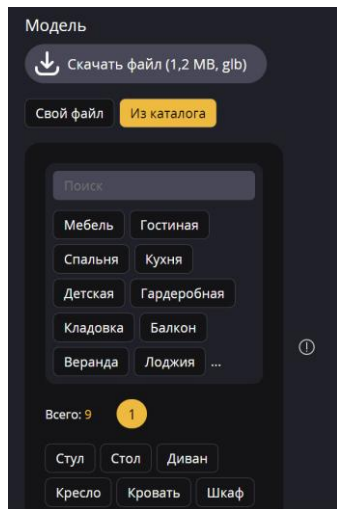 Модель
Скачать файл (1,2 MB, glb)
Свой файл Из каталога
Поиск
Мебель Гостиная
Спальня Кухня
Детская Гардеробная
Кладовка Балкон
Веранда Лоджия ...
Всего: 9 1
Стул Стол Диван
Кресло Кровать Шкаф